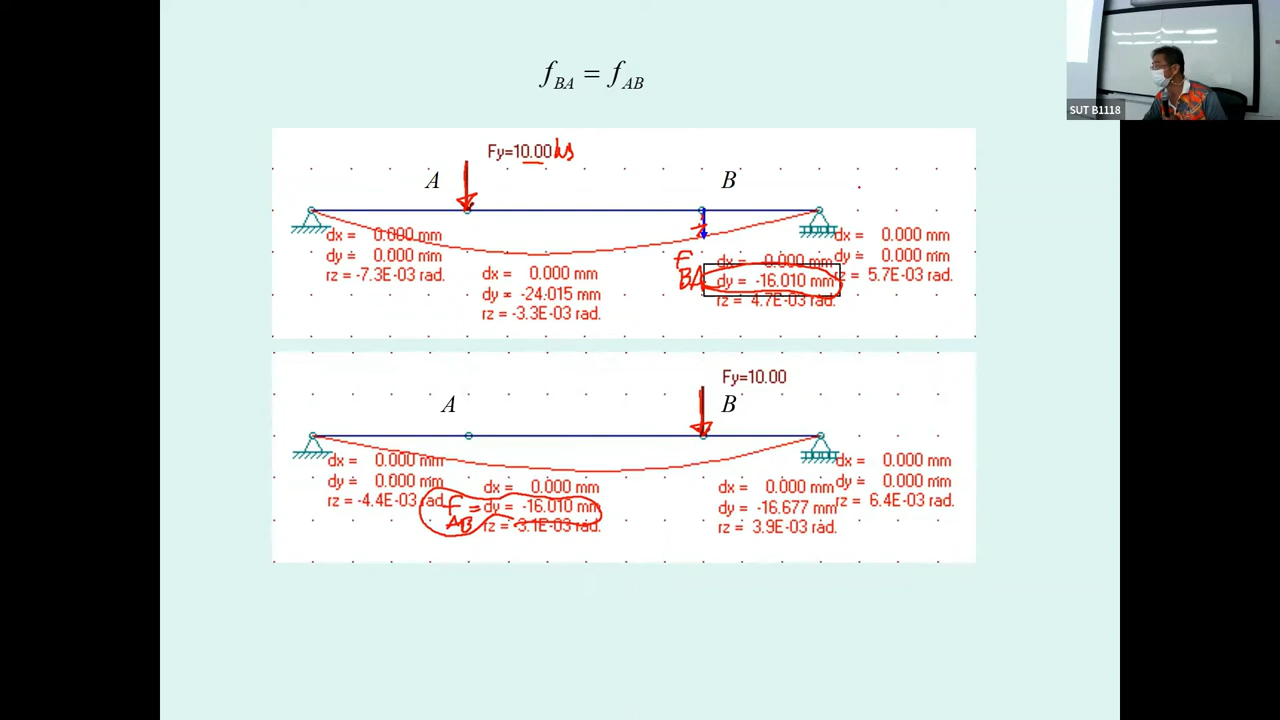 f_BA = f_AB
SUT B1118
Fy=10.00
A
B
dx = 0.000 mm
dy = 0.000 mm
rz = -7.3E-03 rad.
dx = 0.000 mm
dy = -24.015 mm
rz = -3.3E-03 rad.
f
BA
dx = 0.000 mm
dy = -16.010 mm
rz = 4.7E-03 rad.
dx = 0.000 mm
dy = 0.000 mm
rz = 5.7E-03 rad.
Fy=10.00
A
B
dx = 0.000 mm
dy = 0.000 mm
rz = -4.4E-03 rad.
f =
AB
dx = 0.000 mm
dy = -16.010 mm
rz = -3.1E-03 rad.
dx = 0.000 mm
dy = -16.677 mm
rz = 3.9E-03 rad.
dx = 0.000 mm
dy = 0.000 mm
rz = 6.4E-03 rad.